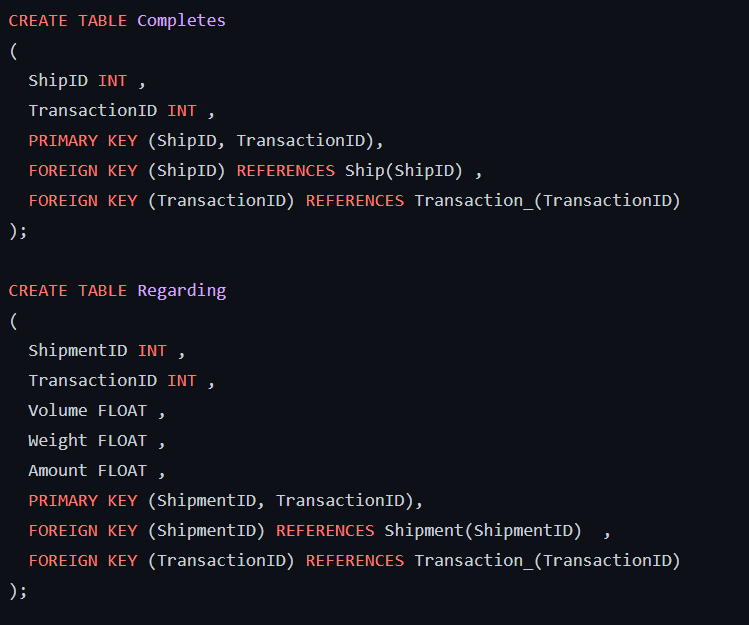 CREATE TABLE Completes
(
  ShipID INT ,
  TransactionID INT ,
  PRIMARY KEY (ShipID, TransactionID),
  FOREIGN KEY (ShipID) REFERENCES Ship(ShipID) ,
  FOREIGN KEY (TransactionID) REFERENCES Transaction_(TransactionID)
);

CREATE TABLE Regarding
(
  ShipmentID INT ,
  TransactionID INT ,
  Volume FLOAT ,
  Weight FLOAT ,
  Amount FLOAT ,
  PRIMARY KEY (ShipmentID, TransactionID),
  FOREIGN KEY (ShipmentID) REFERENCES Shipment(ShipmentID)  ,
  FOREIGN KEY (TransactionID) REFERENCES Transaction_(TransactionID)
);